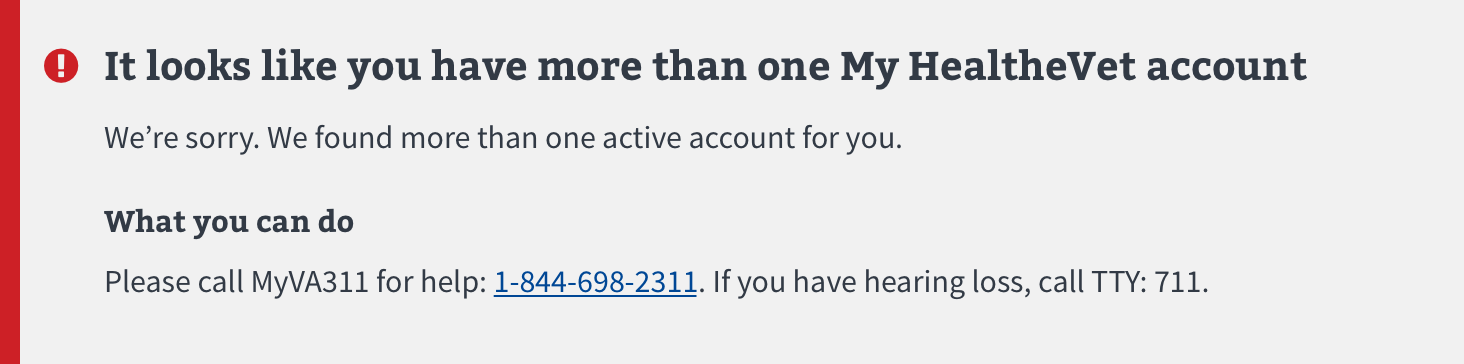 It looks like you have more than one My HealtheVet account
We’re sorry. We found more than one active account for you.
What you can do
Please call MyVA311 for help: 1-844-698-2311. If you have hearing loss, call TTY: 711.